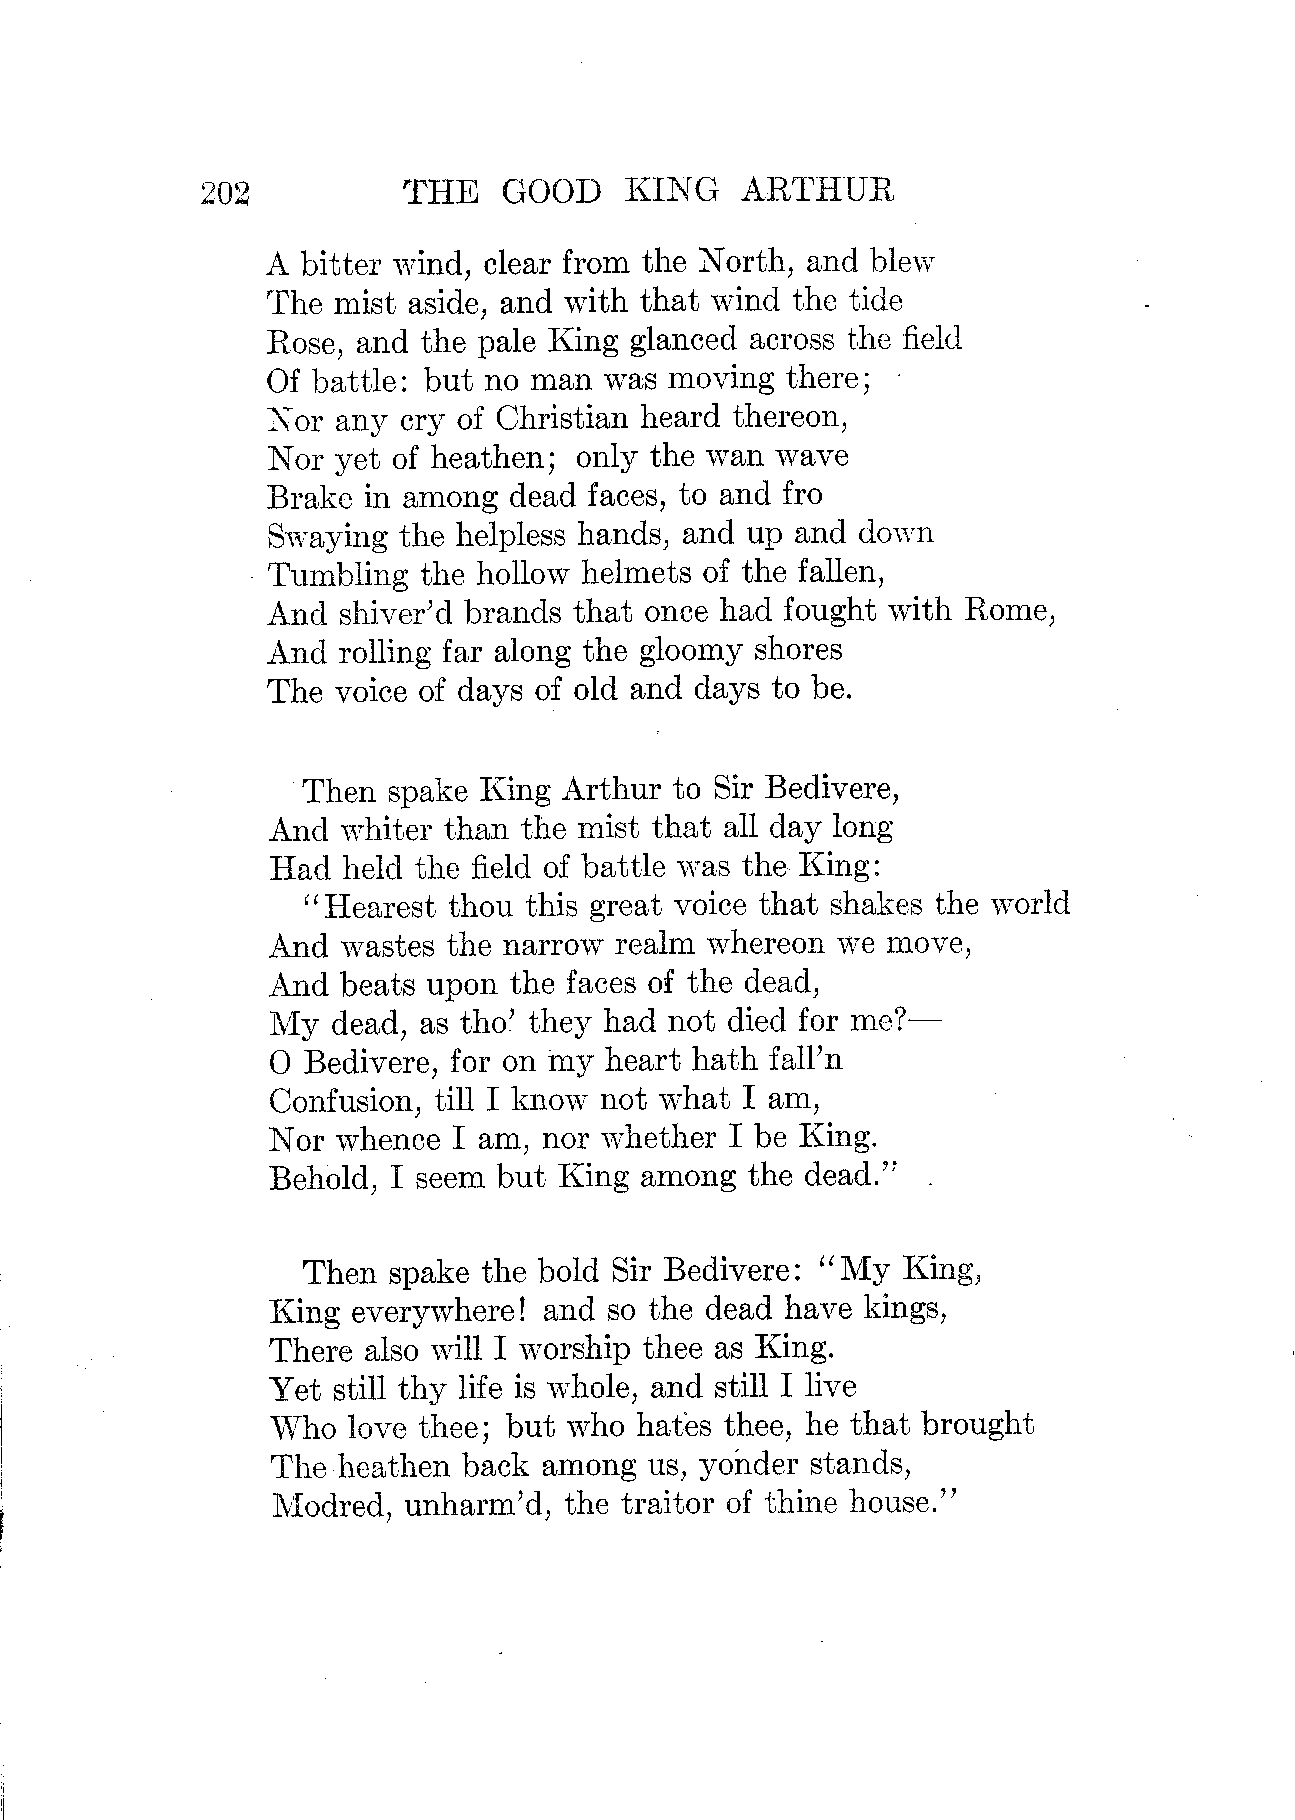 202 THE GOOD KING ARTHUR
A bitter wind, clear from the North, and blew
The mist aside, and with that wind the tide
Rose, and the pale King glanced across the field
Of battle: but no man was moving there;
Nor any cry of Christian heard thereon,
Nor yet of heathen; only the wan wave
Brake in among dead faces, to and fro
Swaying the helpless hands, and up and down
Tumbling the hollow helmets of the fallen,
And shiver'd brands that once had fought with Rome,
And rolling far along the gloomy shores
The voice of days of old and days to be.
Then spake King Arthur to Sir Bedivere,
And whiter than the mist that all day long
Had held the field of battle was the King:
"Hearest thou this great voice that shakes the world
And wastes the narrow realm whereon we move,
And beats upon the faces of the dead,
My dead, as tho' they had not died for me?—
O Bedivere, for on my heart hath fall'n
Confusion, till I know not what I am,
Nor whence I am, nor whether I be King.
Behold, I seem but King among the dead."
Then spake the bold Sir Bedivere: "My King,
King everywhere! and so the dead have kings,
There also will I worship thee as King.
Yet still thy life is whole, and still I live
Who love thee; but who hates thee, he that brought
The heathen back among us, yonder stands,
Modred, unharm'd, the traitor of thine house."